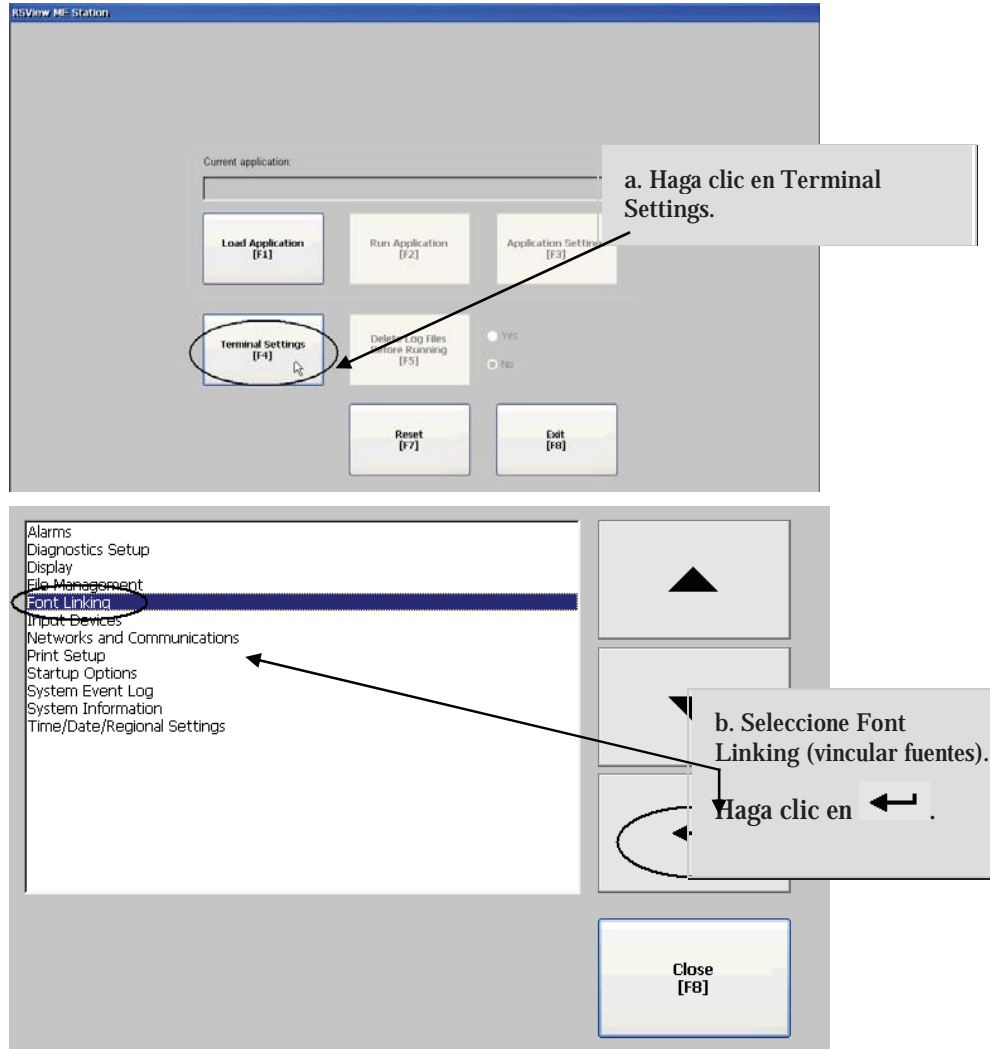 RSView ME Station
Current application:
a. Haga clic en Terminal
Settings.
Load Application
[F1]
Run Application
[F2]
Application Setting
[F3]
Terminal Settings
[F4]
Delete Log Files
Before Running
[F5]
Yes
No
Reset
[F7]
Exit
[F8]
Alarms
Diagnostics Setup
Display
File Management
Font Linking
Input Devices
Networks and Communications
Print Setup
Startup Options
System Event Log
System Information
Time/Date/Regional Settings
b. Seleccione Font
Linking (vincular fuentes).
Haga clic en .
Close
[F8]